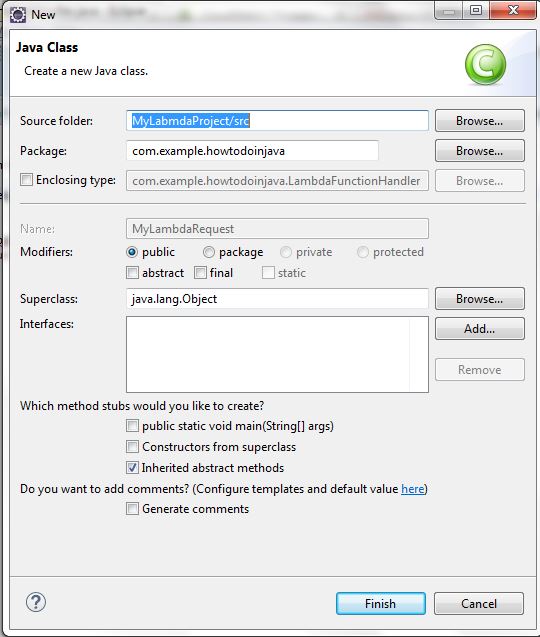 New
Java Class
Create a new Java class.
C
Source folder: MyLabmdaProject/src Browse...
Package: com.example.howtodoinjava Browse...
Enclosing type: com.example.howtodoinjava.LambdaFunctionHandler Browse...
Name: MyLambdaRequest
Modifiers: public package private protected
abstract final static
Superclass: java.lang.Object Browse...
Interfaces: Add...
Remove
Which method stubs would you like to create?
public static void main(String[] args)
Constructors from superclass
Inherited abstract methods
Do you want to add comments? (Configure templates and default value here)
Generate comments
? Finish Cancel